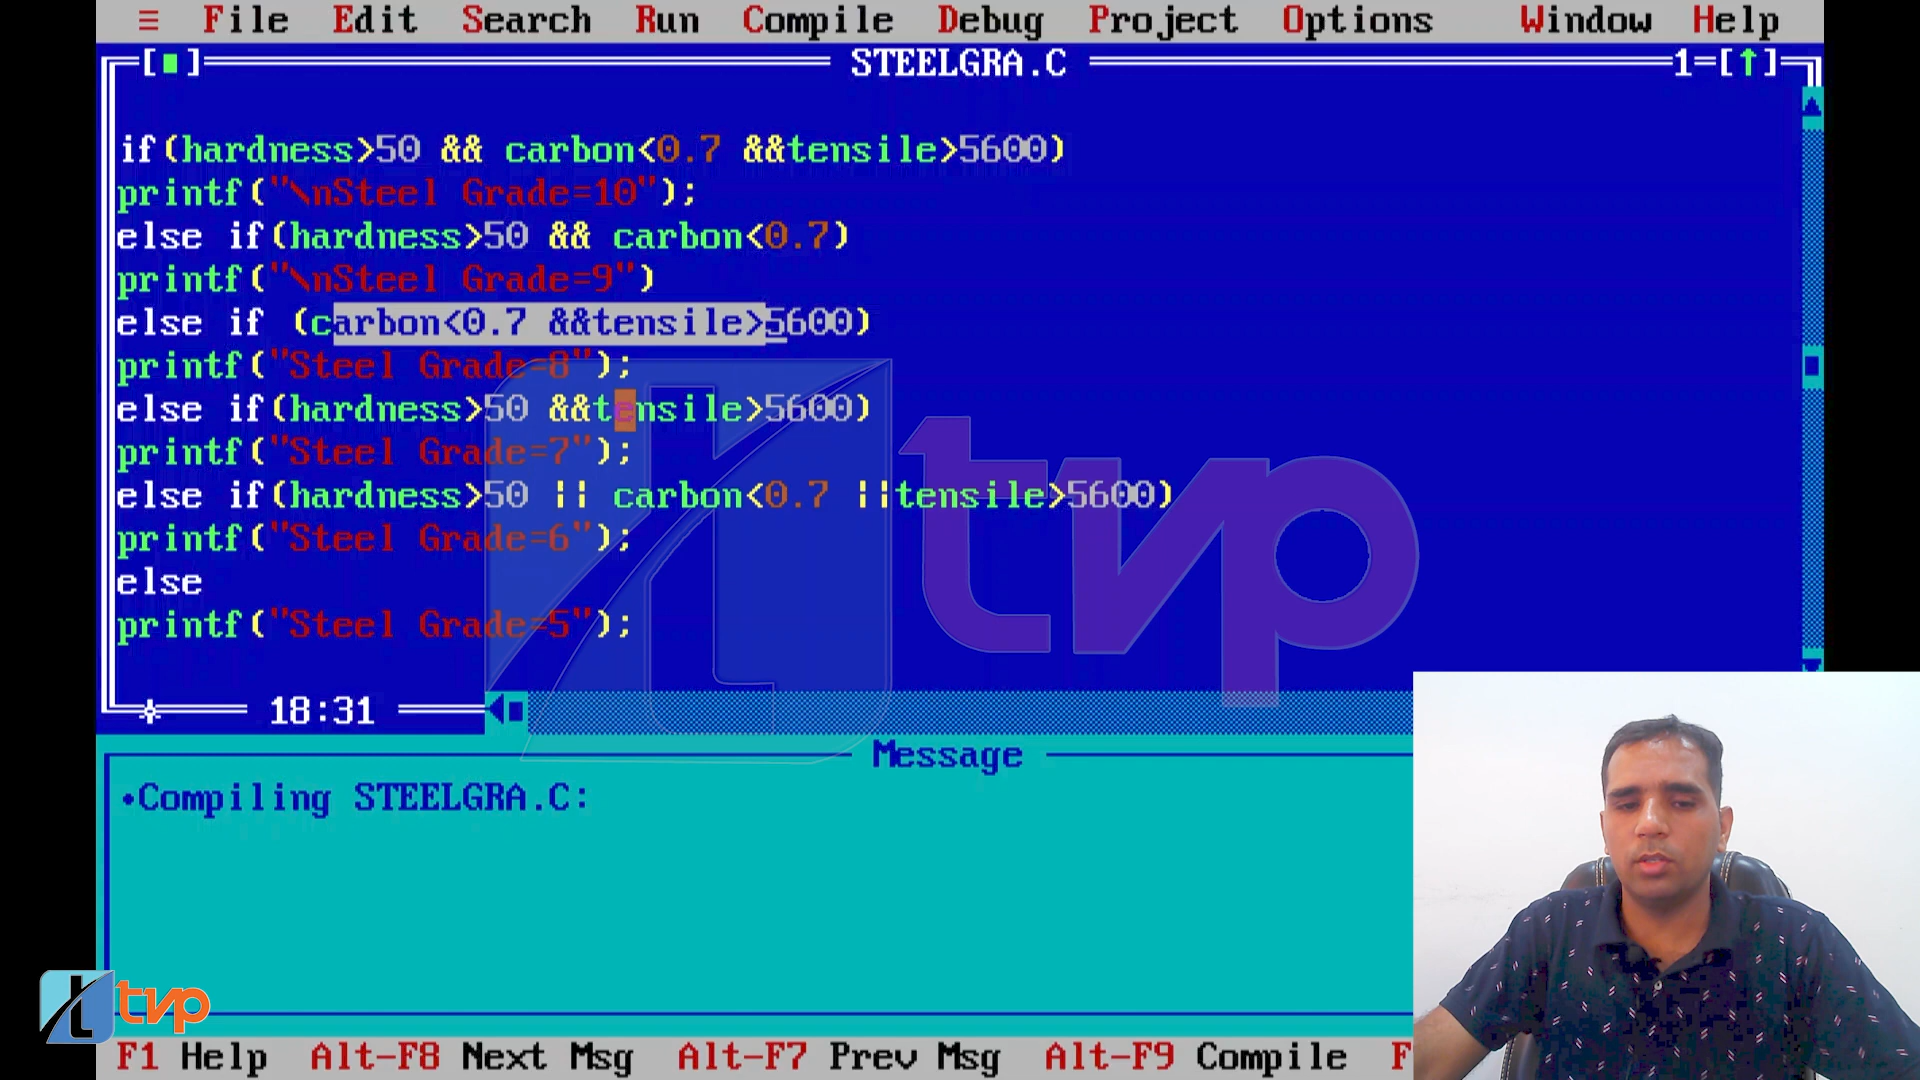 ≡ File Edit Search Run Compile Debug Project Options Window Help
[■] STEELGRA.C 1=[↑]
if(hardness>50 && carbon<0.7 &&tensile>5600)
printf("\nSteel Grade=10");
else if(hardness>50 && carbon<0.7)
printf("\nSteel Grade=9")
else if (carbon<0.7 &&tensile>5600)
printf("Steel Grade=8");
else if(hardness>50 &&tensile>5600)
printf("Steel Grade=7");
else if(hardness>50 || carbon<0.7 ||tensile>5600)
printf("Steel Grade=6");
else
printf("Steel Grade=5");
tvp
18:31
Message
•Compiling STEELGRA.C:
tvp
F1 Help Alt-F8 Next Msg Alt-F7 Prev Msg Alt-F9 Compile F